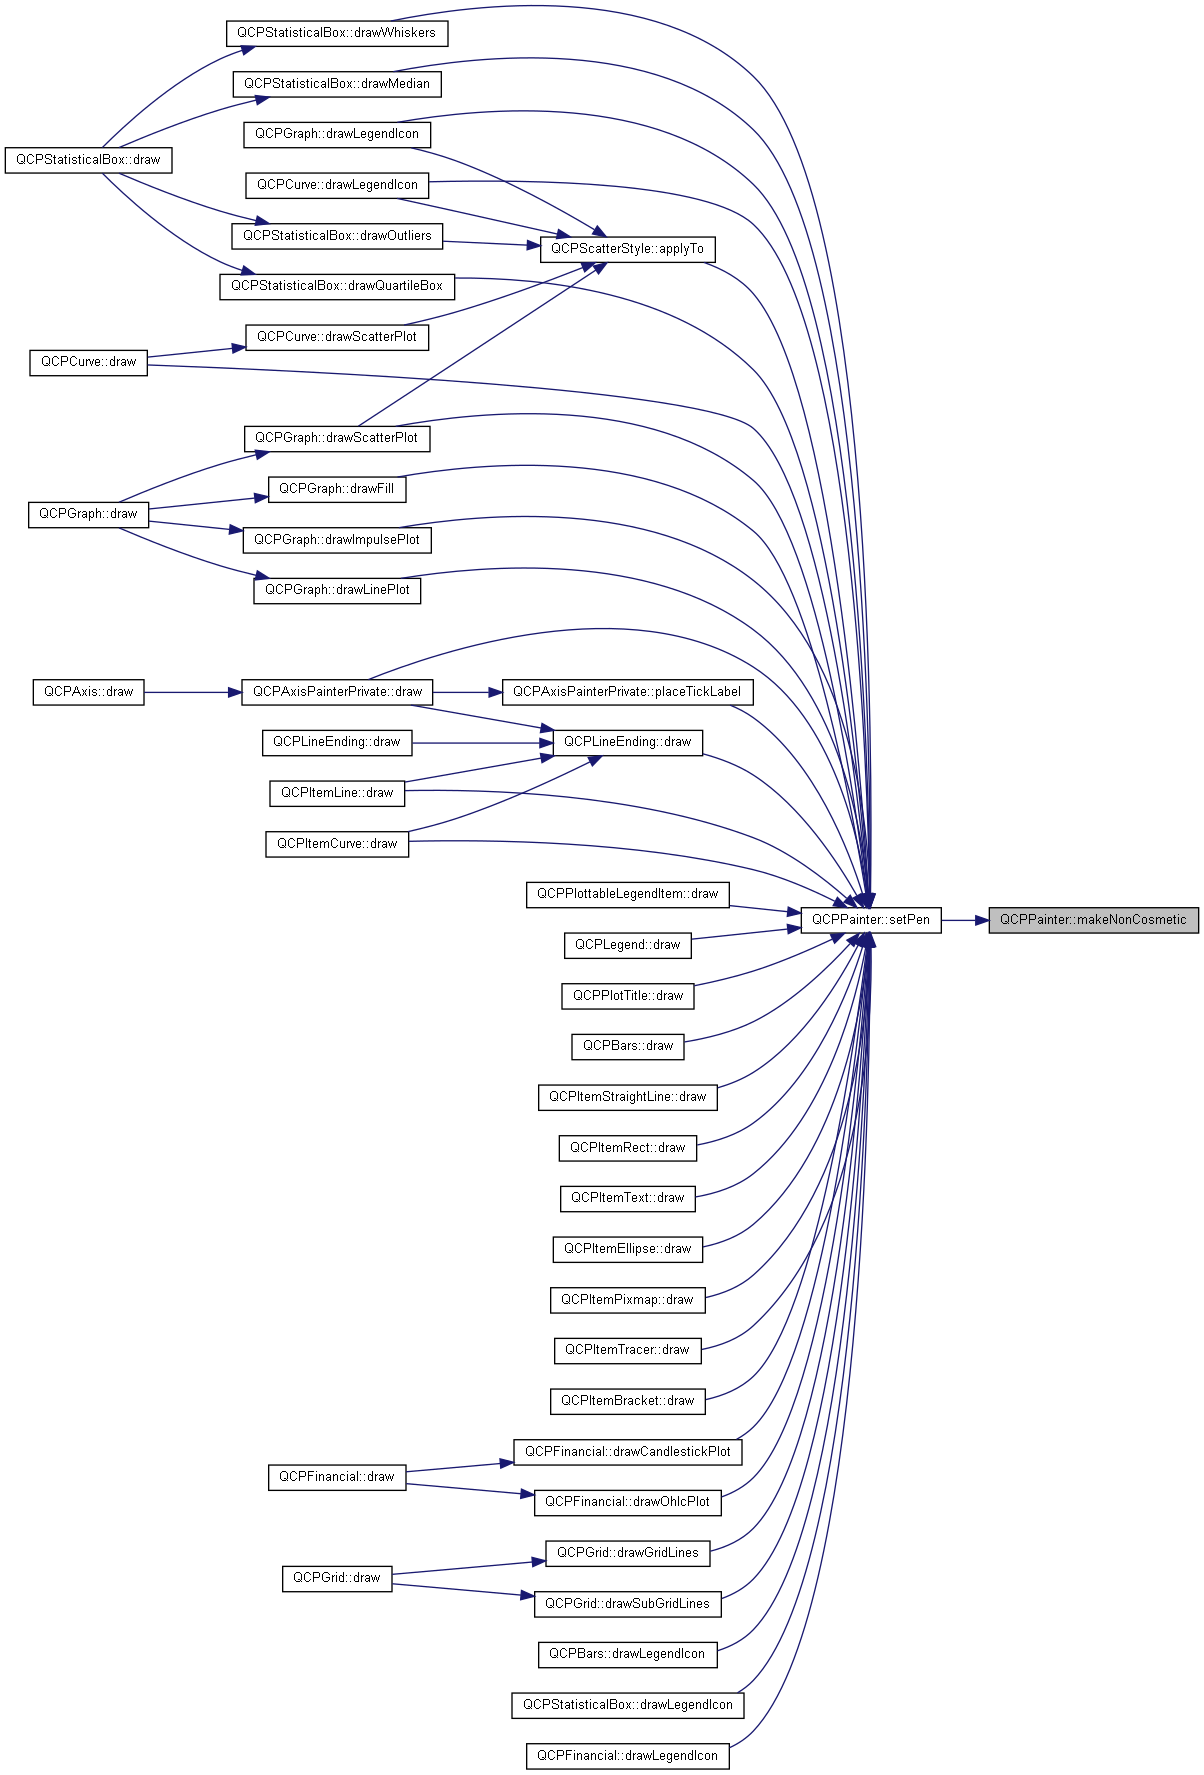 QCPStatisticalBox::drawWhiskers
QCPStatisticalBox::drawMedian
QCPGraph::drawLegendIcon
QCPStatisticalBox::draw
QCPCurve::drawLegendIcon
QCPStatisticalBox::drawOutliers
QCPScatterStyle::applyTo
QCPStatisticalBox::drawQuartileBox
QCPCurve::drawScatterPlot
QCPCurve::draw
QCPGraph::drawScatterPlot
QCPGraph::drawFill
QCPGraph::draw
QCPGraph::drawImpulsePlot
QCPGraph::drawLinePlot
QCPAxis::draw
QCPAxisPainterPrivate::draw
QCPAxisPainterPrivate::placeTickLabel
QCPLineEnding::draw
QCPLineEnding::draw
QCPItemLine::draw
QCPItemCurve::draw
QCPPlottableLegendItem::draw
QCPPainter::setPen
QCPPainter::makeNonCosmetic
QCPLegend::draw
QCPPlotTitle::draw
QCPBars::draw
QCPItemStraightLine::draw
QCPItemRect::draw
QCPItemText::draw
QCPItemEllipse::draw
QCPItemPixmap::draw
QCPItemTracer::draw
QCPItemBracket::draw
QCPFinancial::drawCandlestickPlot
QCPFinancial::draw
QCPFinancial::drawOhlcPlot
QCPGrid::drawGridLines
QCPGrid::draw
QCPGrid::drawSubGridLines
QCPBars::drawLegendIcon
QCPStatisticalBox::drawLegendIcon
QCPFinancial::drawLegendIcon